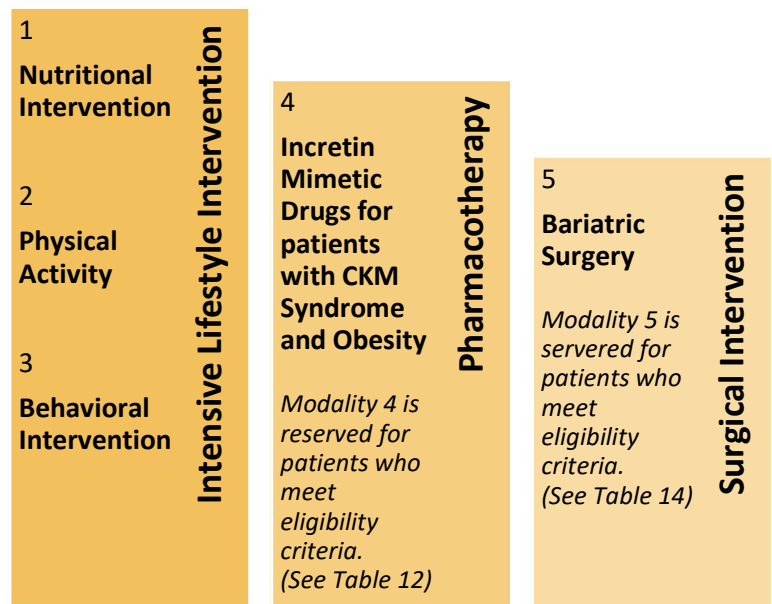 1
Nutritional
Intervention
2
Physical
Activity
3
Behavioral
Intervention
Intensive Lifestyle Intervention
4
Incretin
Mimetic
Drugs for
patients
with CKM
Syndrome
and Obesity
Modality 4 is
reserved for
patients who
meet
eligibility
criteria.
(See Table 12)
Pharmacotherapy
5
Bariatric
Surgery
Modality 5 is
servered for
patients who
meet
eligibility
criteria.
(See Table 14)
Surgical Intervention